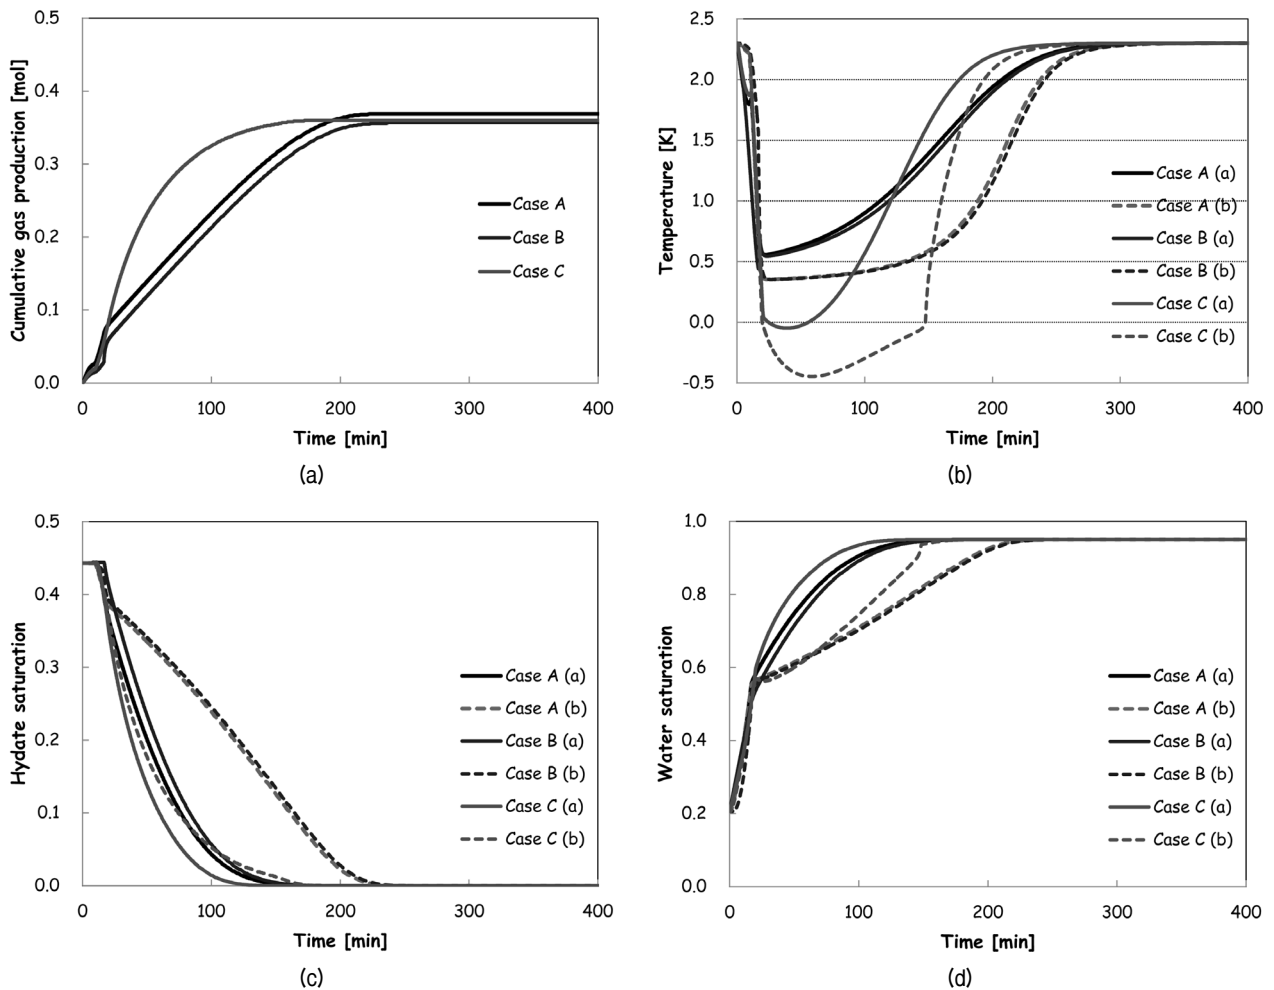 0.5
0.4
0.3
0.2
0.1
0.0
Cumulative gas production [mol]
Case A
Case B
Case C
0 100 200 300 400
Time [min]
(a)
2.5
2.0
1.5
1.0
0.5
0.0
-0.5
Temperature [K]
Case A (a)
Case A (b)
Case B (a)
Case B (b)
Case C (a)
Case C (b)
0 100 200 300 400
Time [min]
(b)
0.5
0.4
0.3
0.2
0.1
0.0
Hydate saturation
Case A (a)
Case A (b)
Case B (a)
Case B (b)
Case C (a)
Case C (b)
0 100 200 300 400
Time [min]
(c)
1.0
0.8
0.6
0.4
0.2
0.0
Water saturation
Case A (a)
Case A (b)
Case B (a)
Case B (b)
Case C (a)
Case C (b)
0 100 200 300 400
Time [min]
(d)